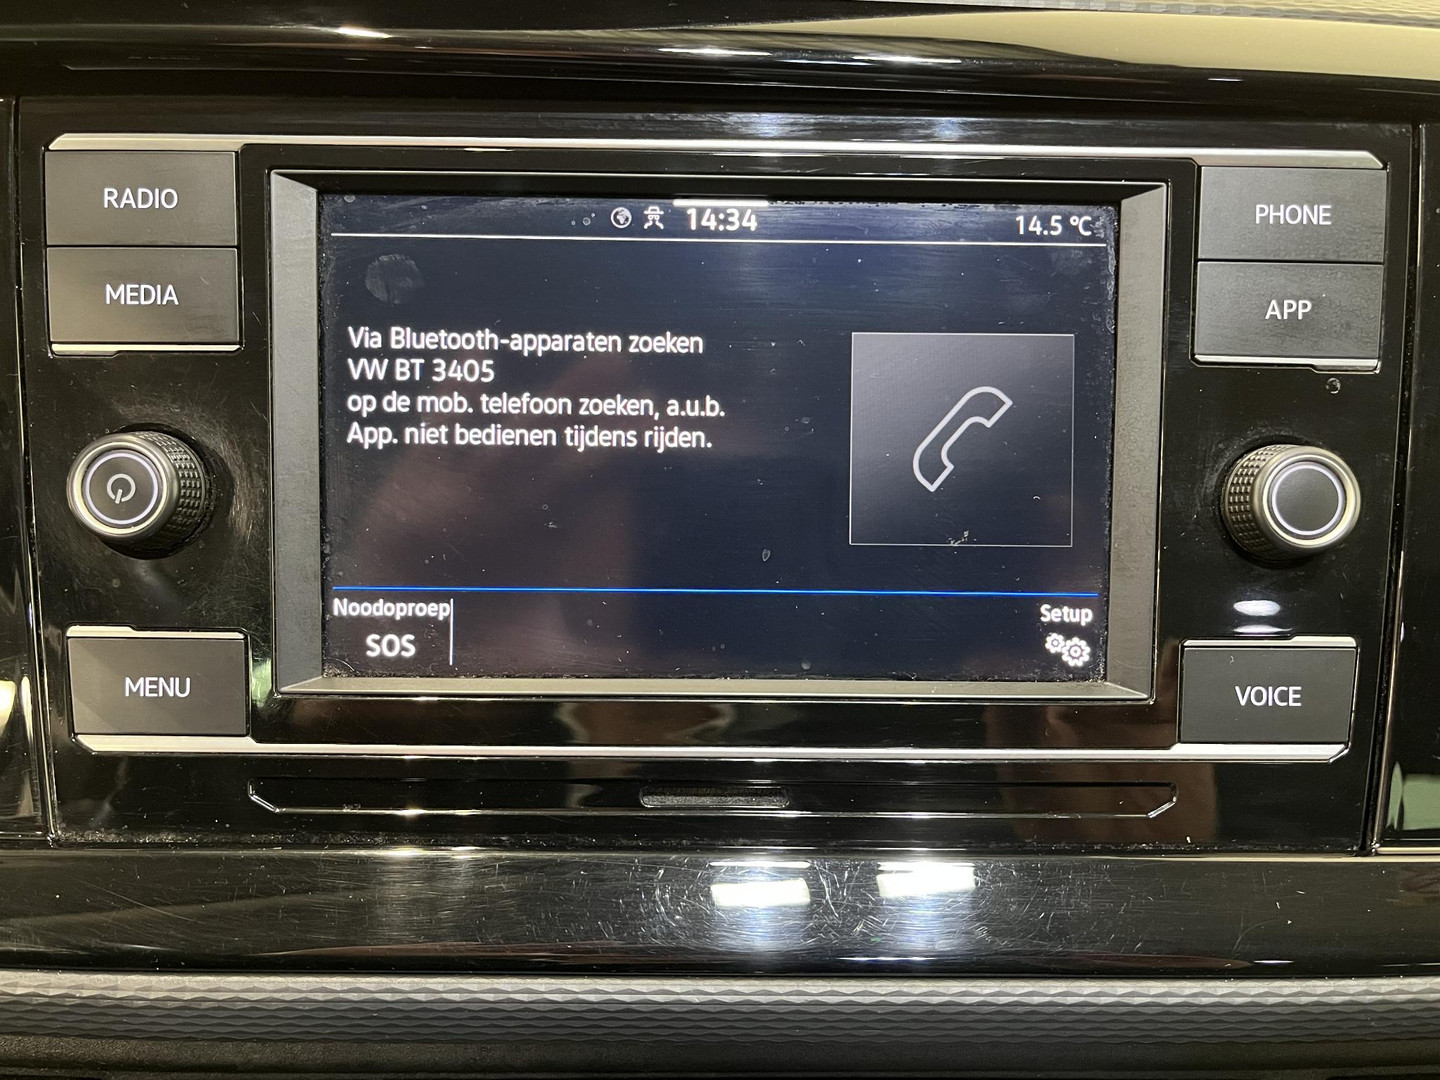 RADIO
MEDIA
MENU
14:34
14.5 °C
Via Bluetooth-apparaten zoeken
VW BT 3405
op de mob. telefoon zoeken, a.u.b.
App. niet bedienen tijdens rijden.
Noodoproep
SOS
Setup
PHONE
APP
VOICE